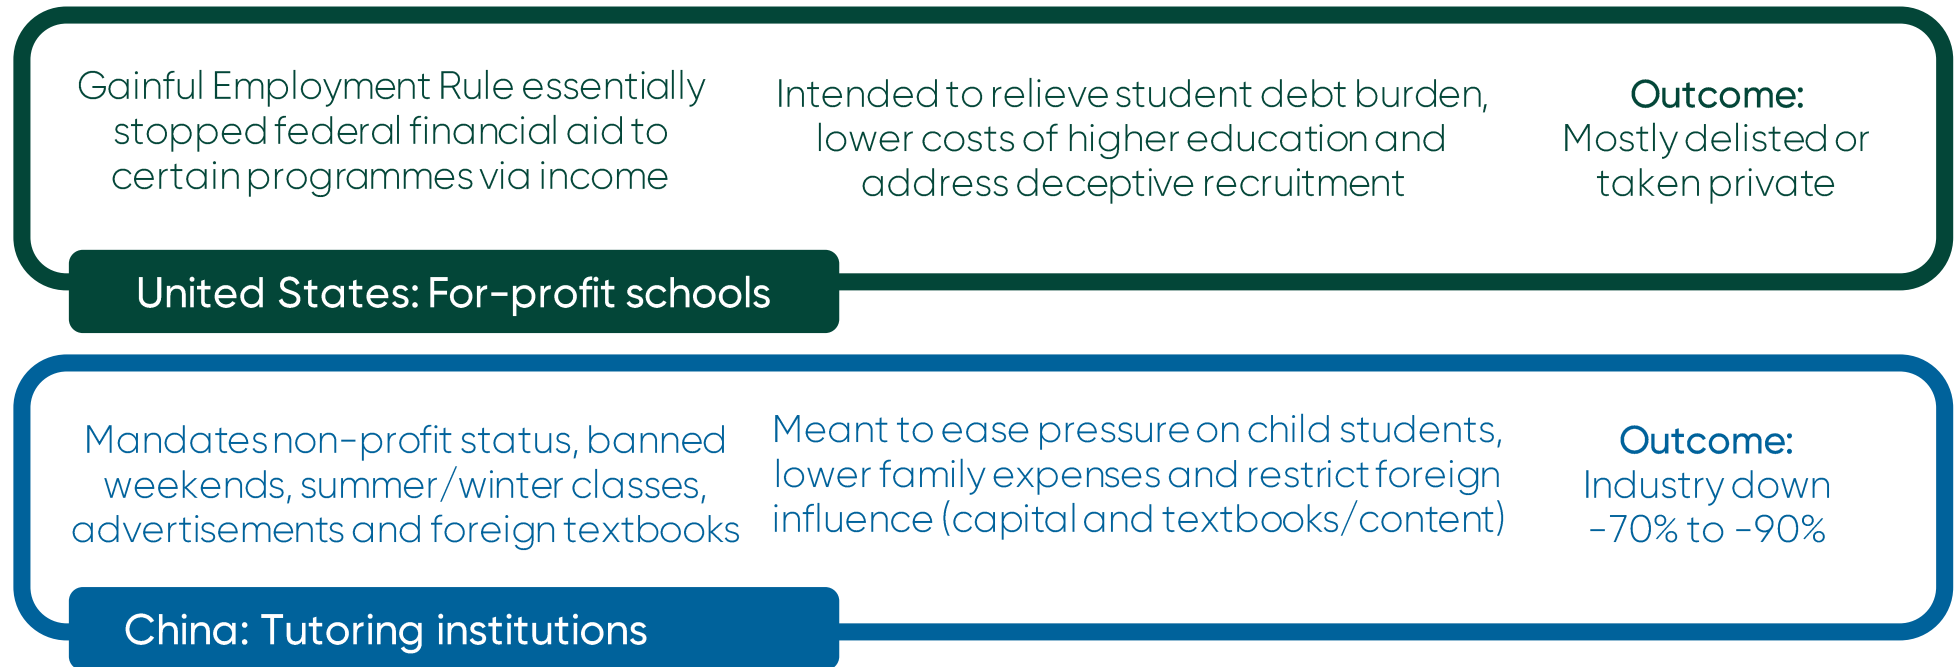 Gainful Employment Rule essentially
stopped federal financial aid to
certain programmes via income
Intended to relieve student debt burden,
lower costs of higher education and
address deceptive recruitment
Outcome:
Mostly delisted or
taken private
United States: For-profit schools
Mandates non-profit status, banned
weekends, summer/winter classes,
advertisements and foreign textbooks
Meant to ease pressure on child students,
lower family expenses and restrict foreign
influence (capital and textbooks/content)
Outcome:
Industry down
-70% to -90%
China: Tutoring institutions